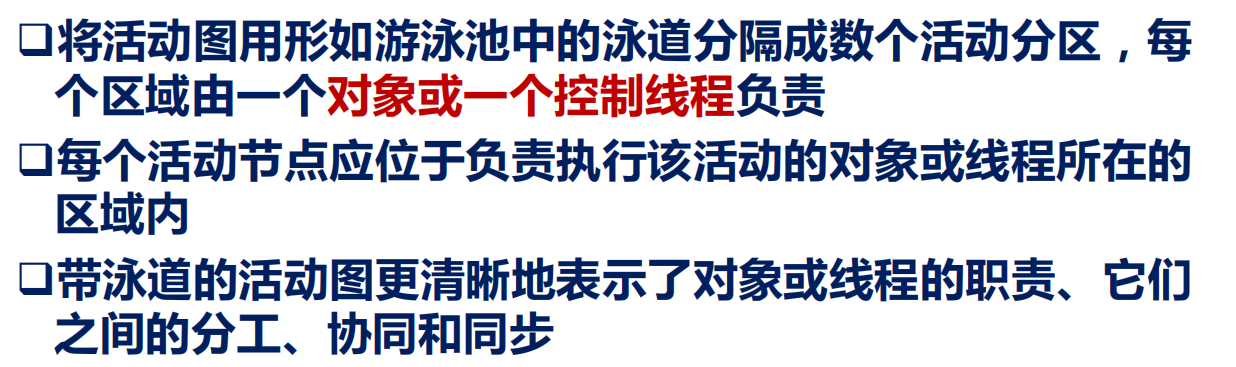 ❑将活动图用形如游泳池中的泳道分隔成数个活动分区，每
个区域由一个对象或一个控制线程负责
❑每个活动节点应位于负责执行该活动的对象或线程所在的
区域内
❑带泳道的活动图更清晰地表示了对象或线程的职责、它们
之间的分工、协同和同步